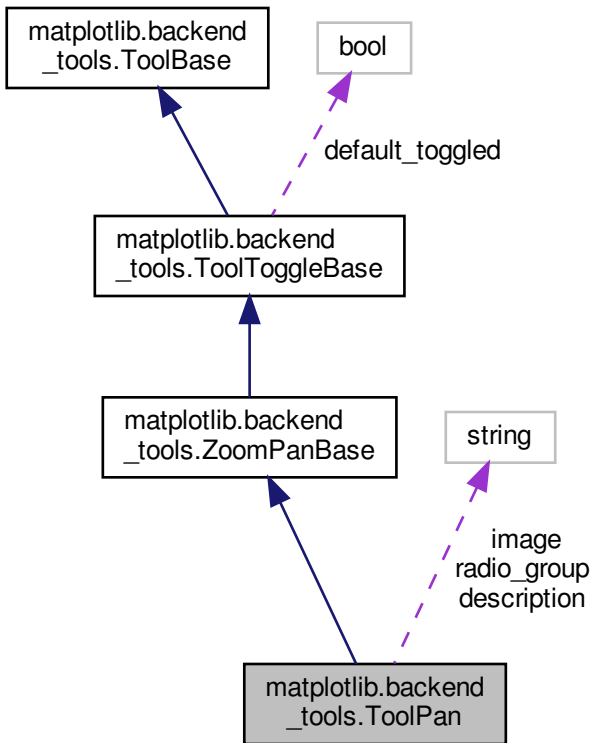 matplotlib.backend
_tools.ToolBase
bool
default_toggled
matplotlib.backend
_tools.ToolToggleBase
matplotlib.backend
_tools.ZoomPanBase
string
image
radio_group
description
matplotlib.backend
_tools.ToolPan